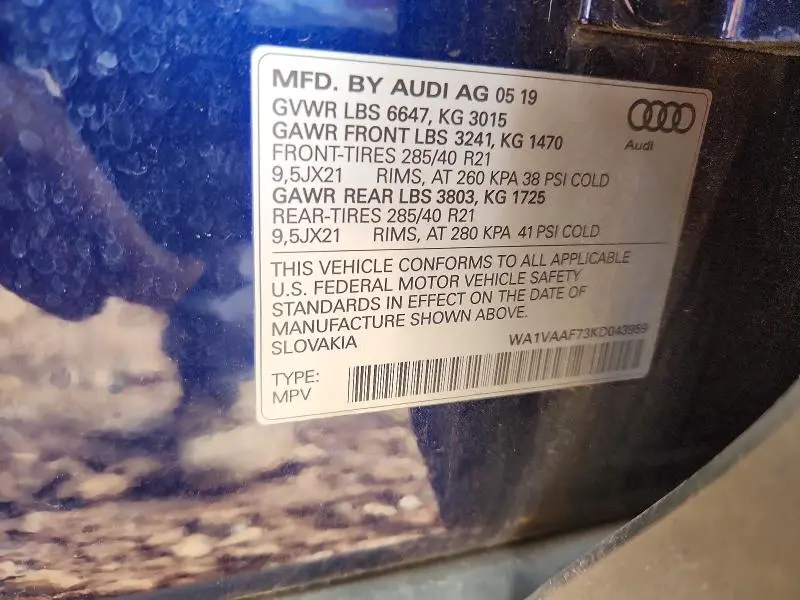 MFD. BY AUDI AG 05 19
GVWR LBS 6647, KG 3015
GAWR FRONT LBS 3241, KG 1470
FRONT-TIRES 285/40 R21
9,5JX21 RIMS, AT 260 KPA 38 PSI COLD
GAWR REAR LBS 3803, KG 1725
REAR-TIRES 285/40 R21
9,5JX21 RIMS, AT 280 KPA 41 PSI COLD
Audi
THIS VEHICLE CONFORMS TO ALL APPLICABLE
U.S. FEDERAL MOTOR VEHICLE SAFETY
STANDARDS IN EFFECT ON THE DATE OF
MANUFACTURE SHOWN ABOVE.
SLOVAKIA
WA1VAAF73KD043959
TYPE:
MPV